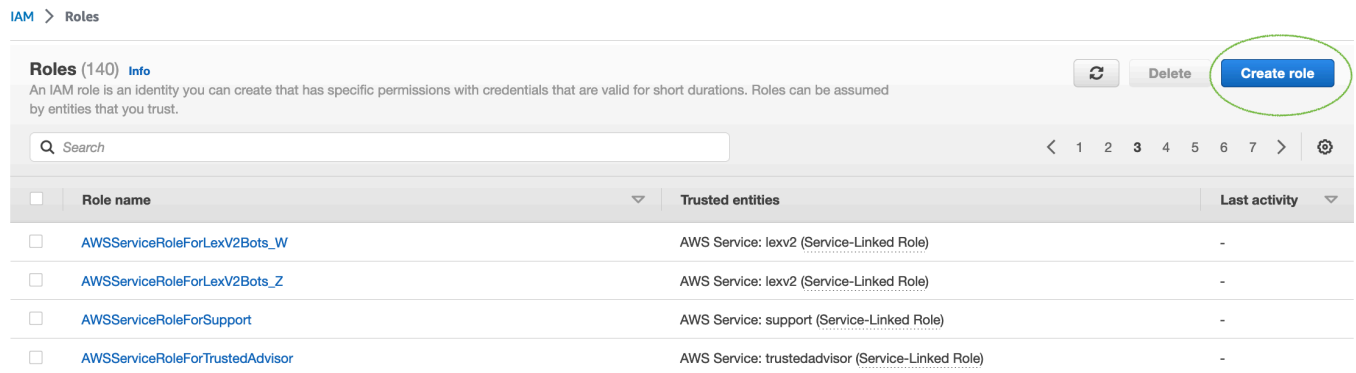 IAM > Roles
Roles (140) Info
Delete
Create role
An IAM role is an identity you can create that has specific permissions with credentials that are valid for short durations. Roles can be assumed
by entities that you trust.
Search
1 2 3 4 5 6 7
Role name Trusted entities Last activity
AWSServiceRoleForLexV2Bots_W AWS Service: lexv2 (Service-Linked Role) -
AWSServiceRoleForLexV2Bots_Z AWS Service: lexv2 (Service-Linked Role) -
AWSServiceRoleForSupport AWS Service: support (Service-Linked Role) -
AWSServiceRoleForTrustedAdvisor AWS Service: trustedadvisor (Service-Linked Role) -